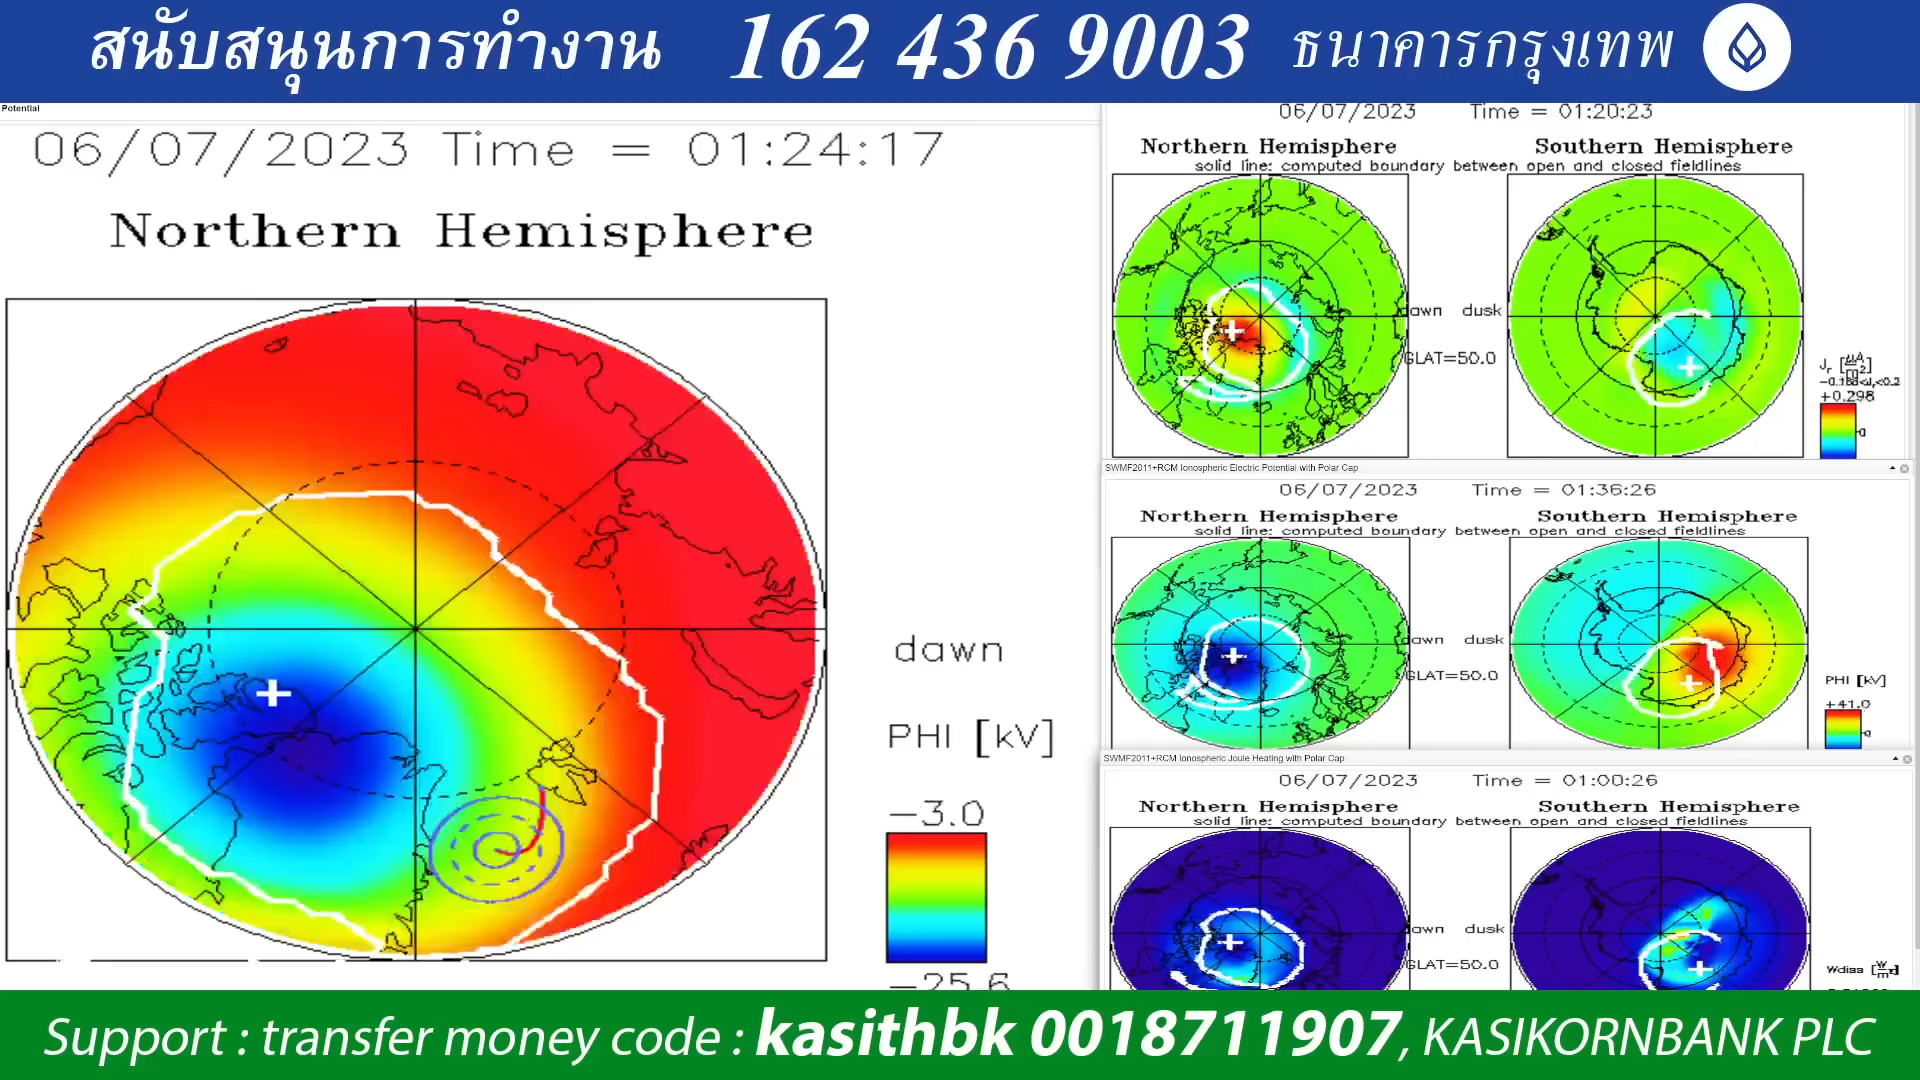 สนับสนุนการทำงาน 162 436 9003 ธนาคารกรุงเทพ
Potential
06/07/2023 Time = 01:24:17
Northern Hemisphere
dawn
PHI [kV]
-3.0
-25.6
06/07/2023 Time = 01:20:23
Northern Hemisphere Southern Hemisphere
solid line: computed boundary between open and closed fieldlines
dawn dusk
GLAT=50.0
+0.298
0
SWMF2011+RCM Ionospheric Electric Potential with Polar Cap
06/07/2023 Time = 01:36:26
Northern Hemisphere Southern Hemisphere
solid line: computed boundary between open and closed fieldlines
dawn dusk
GLAT=50.0
PHI [kV]
+41.0
0
SWMF2011+RCM Ionospheric Joule Heating with Polar Cap
06/07/2023 Time = 01:00:26
Northern Hemisphere Southern Hemisphere
solid line: computed boundary between open and closed fieldlines
dawn dusk
GLAT=50.0
Support : transfer money code : kasithbk 0018711907, KASIKORNBANK PLC